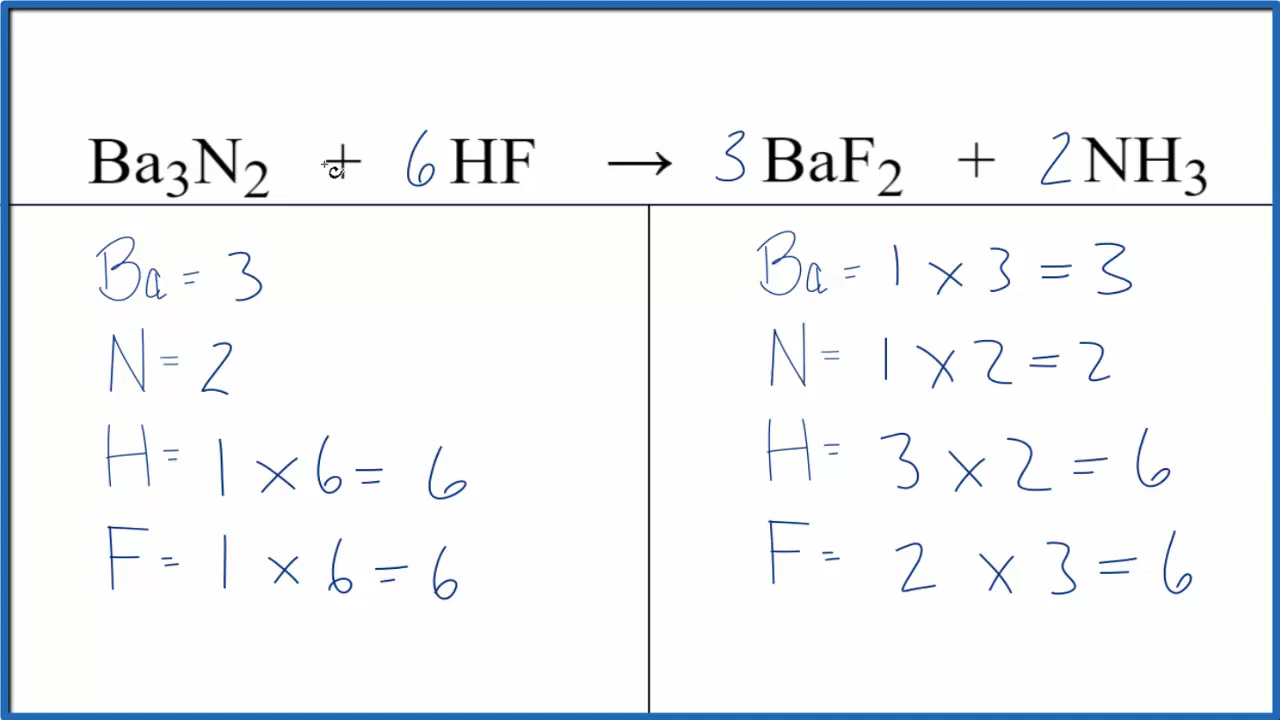 Ba₃N₂ + 6 HF → 3 BaF₂ + 2 NH₃
Ba = 3
N = 2
H = 1 × 6 = 6
F = 1 × 6 = 6
Ba = 1 × 3 = 3
N = 1 × 2 = 2
H = 3 × 2 = 6
F = 2 × 3 = 6